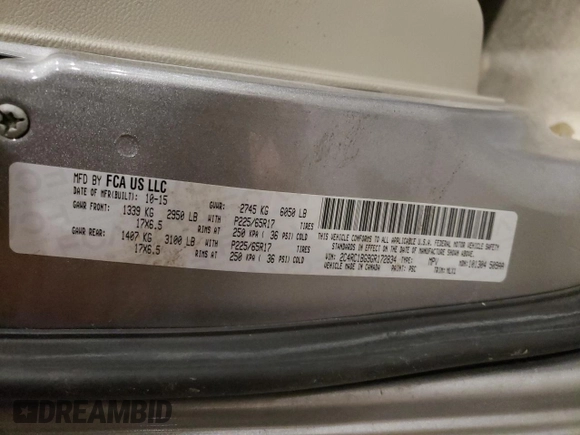 MFD BY FCA US LLC
DATE OF MFR(BUILT): 10-15 GVWR: 2745 KG 6050 LB
GAWR FRONT: 1339 KG 2950 LB WITH P225/65R17 TIRES
17X6.5 RIMS AT 250 KPA ( 36 PSI) COLD
GAWR REAR: 1407 KG 3100 LB WITH P225/65R17 TIRES
17X6.5 RIMS AT 250 KPA ( 36 PSI) COLD
THIS VEHICLE CONFORMS TO ALL APPLICABLE U.S.A. FEDERAL MOTOR VEHICLE SAFETY
STANDARDS IN EFFECT ON THE DATE OF MANUFACTURE SHOWN ABOVE.
VIN: 2C4RC1BG9GR172834 TYPE: MPV
VEHICLE MADE IN CANADA PAINT: PSC TRIM:
DREAMBID